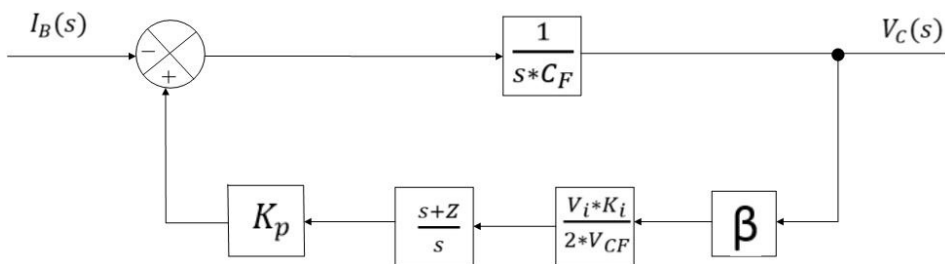 I_B(s)
V_C(s)
−
+
1
s*C_F
K_p
s+Z
s
V_i*K_i
2*V_CF
β